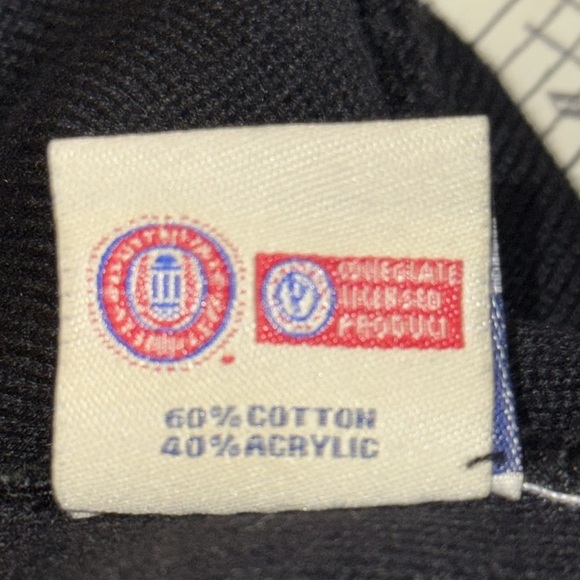 COLLEGIATE
LICENSED
PRODUCT
60% COTTON
40% ACRYLIC